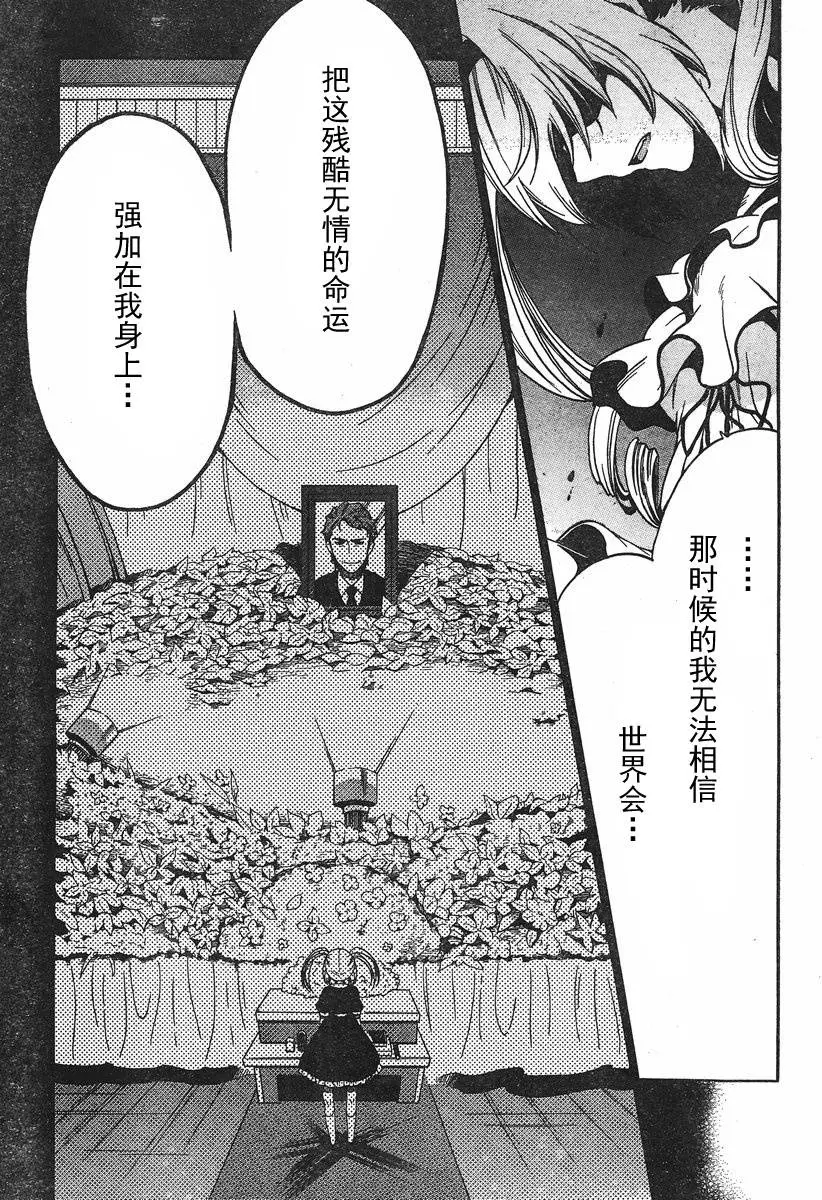 ……
那时候的我无法相信
世界会…
把这残酷无情的命运
强加在我身上…